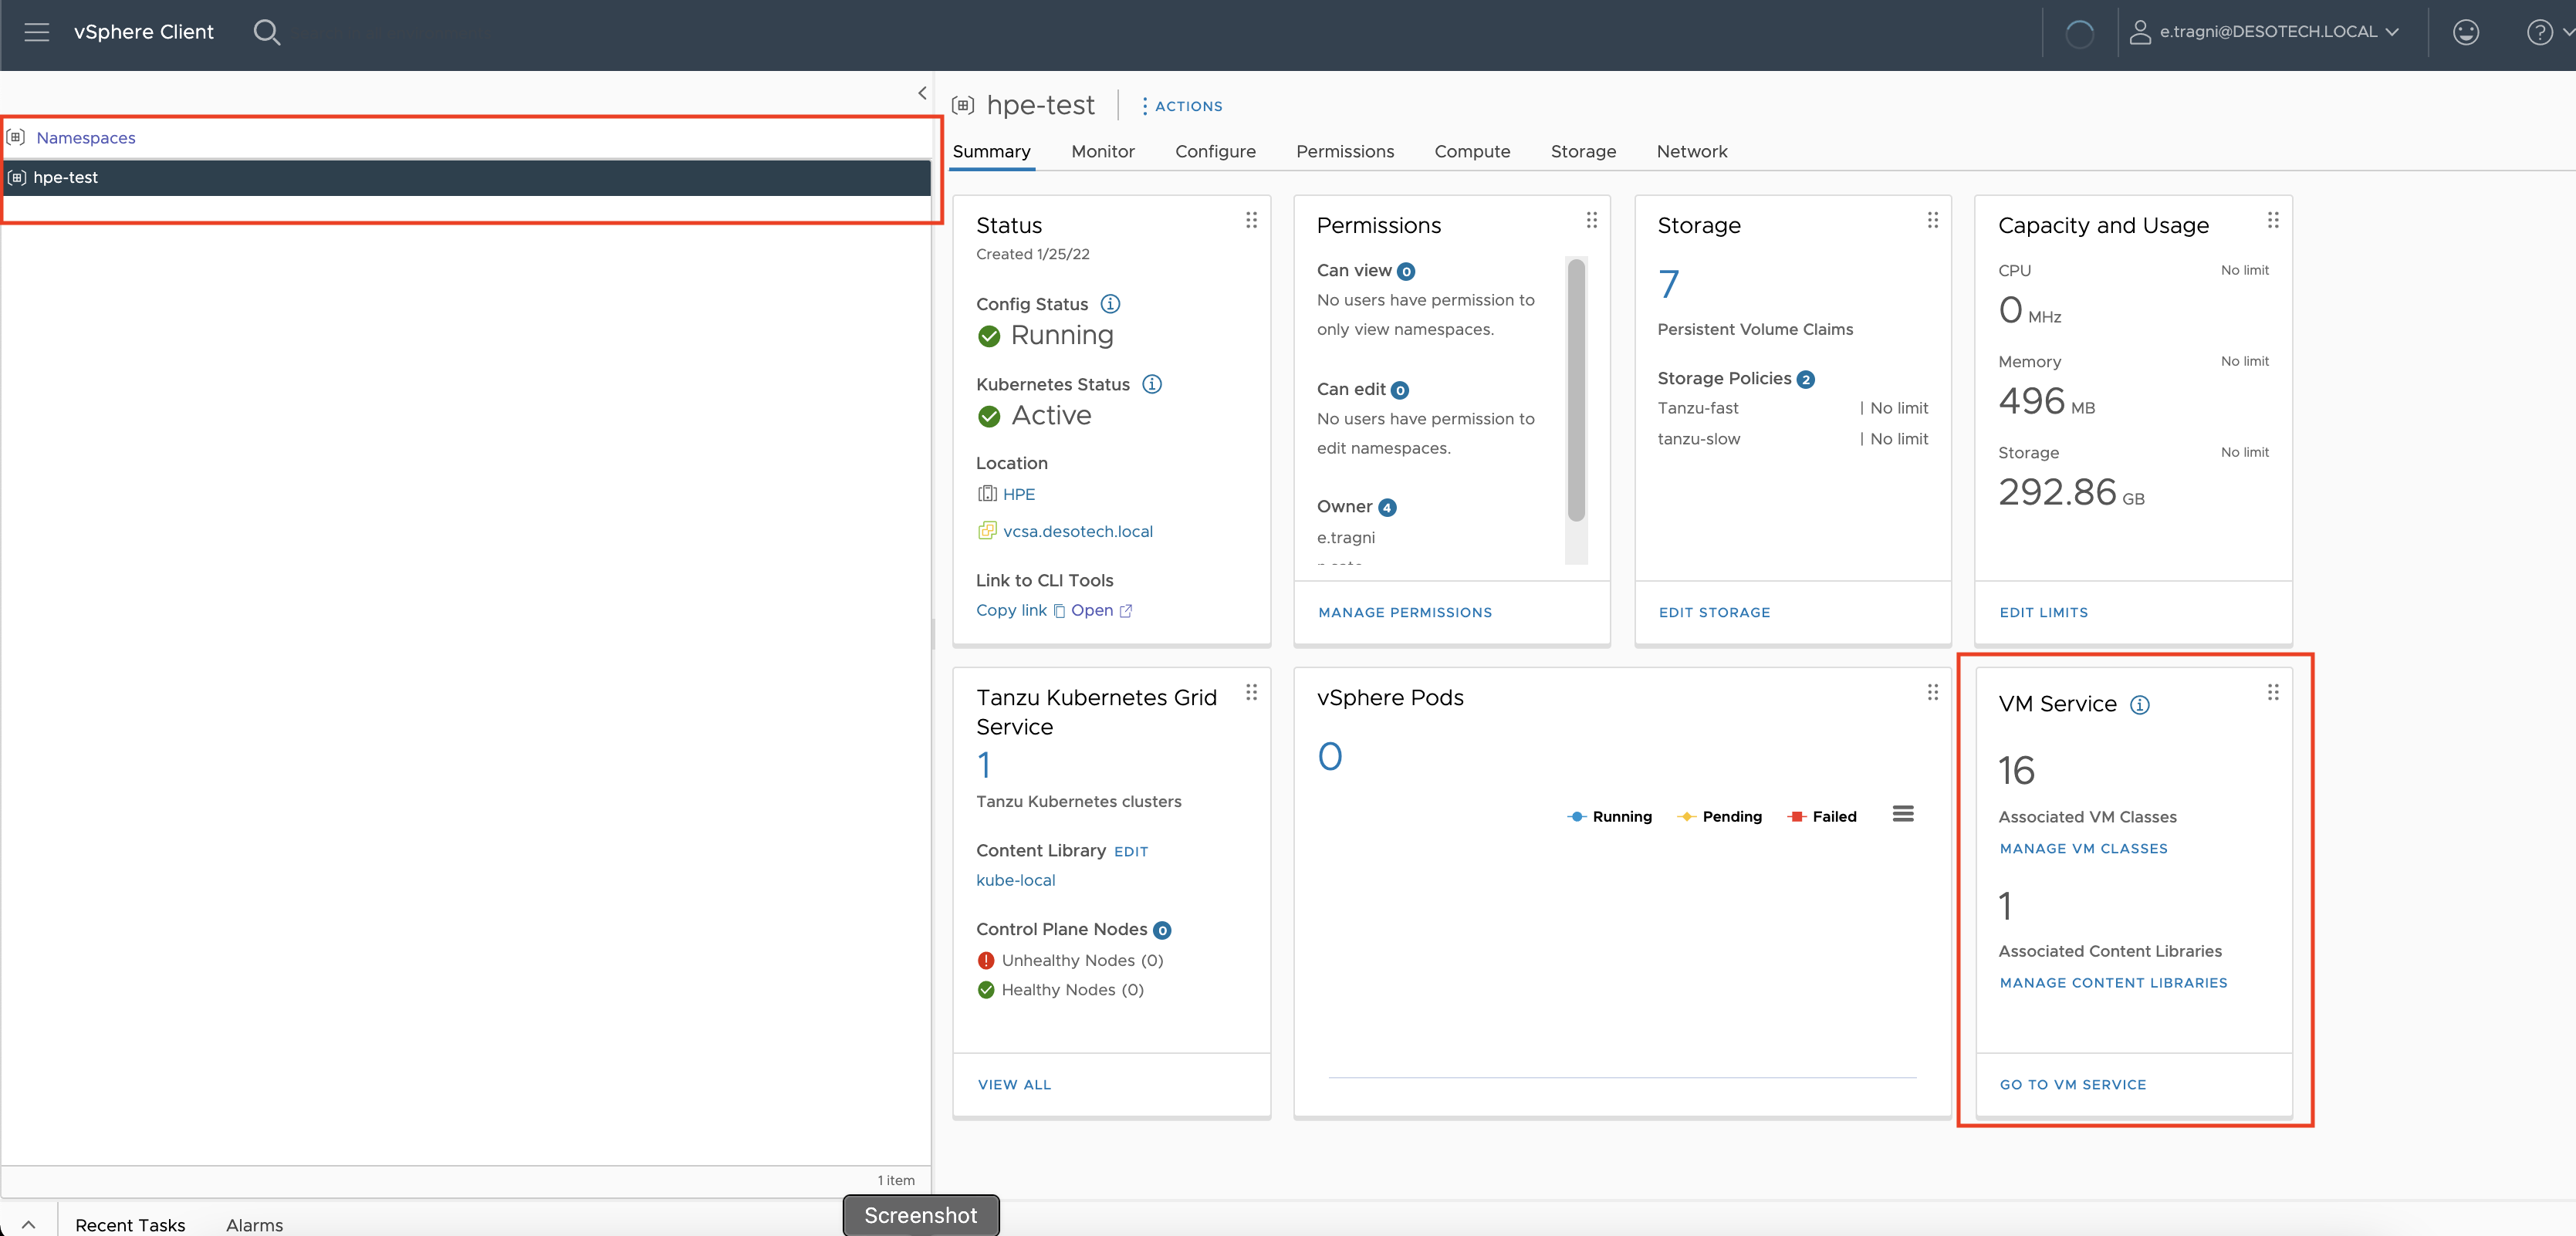 vSphere Client
e.tragni@DESOTECH.LOCAL
Namespaces
hpe-test
1 item
hpe-test
ACTIONS
Summary
Monitor
Configure
Permissions
Compute
Storage
Network
Status
Created 1/25/22
Config Status
Running
Kubernetes Status
Active
Location
HPE
vcsa.desotech.local
Link to CLI Tools
Copy link Open
Permissions
Can view 0
No users have permission to
only view namespaces.
Can edit 0
No users have permission to
edit namespaces.
Owner 4
e.tragni
MANAGE PERMISSIONS
Storage
7
Persistent Volume Claims
Storage Policies 2
Tanzu-fast | No limit
tanzu-slow | No limit
EDIT STORAGE
Capacity and Usage
CPU No limit
0 MHz
Memory No limit
496 MB
Storage No limit
292.86 GB
EDIT LIMITS
Tanzu Kubernetes Grid
Service
1
Tanzu Kubernetes clusters
Content Library EDIT
kube-local
Control Plane Nodes 0
Unhealthy Nodes (0)
Healthy Nodes (0)
VIEW ALL
vSphere Pods
0
Running Pending Failed
VM Service
16
Associated VM Classes
MANAGE VM CLASSES
1
Associated Content Libraries
MANAGE CONTENT LIBRARIES
GO TO VM SERVICE
Recent Tasks
Alarms
Screenshot